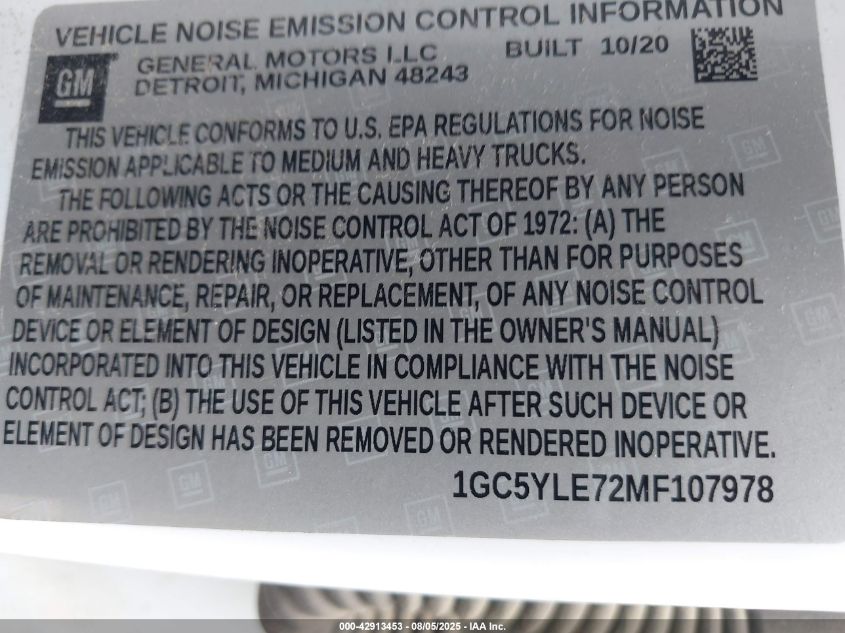 VEHICLE NOISE EMISSION CONTROL INFORMATION
GM
GENERAL MOTORS LLC BUILT 10/20
DETROIT, MICHIGAN 48243
THIS VEHICLE CONFORMS TO U.S. EPA REGULATIONS FOR NOISE
EMISSION APPLICABLE TO MEDIUM AND HEAVY TRUCKS.
THE FOLLOWING ACTS OR THE CAUSING THEREOF BY ANY PERSON
ARE PROHIBITED BY THE NOISE CONTROL ACT OF 1972: (A) THE
REMOVAL OR RENDERING INOPERATIVE, OTHER THAN FOR PURPOSES
OF MAINTENANCE, REPAIR, OR REPLACEMENT, OF ANY NOISE CONTROL
DEVICE OR ELEMENT OF DESIGN (LISTED IN THE OWNER'S MANUAL)
INCORPORATED INTO THIS VEHICLE IN COMPLIANCE WITH THE NOISE
CONTROL ACT; (B) THE USE OF THIS VEHICLE AFTER SUCH DEVICE OR
ELEMENT OF DESIGN HAS BEEN REMOVED OR RENDERED INOPERATIVE.
1GC5YLE72MF107978
000-42913453 - 08/05/2025 - IAA Inc.